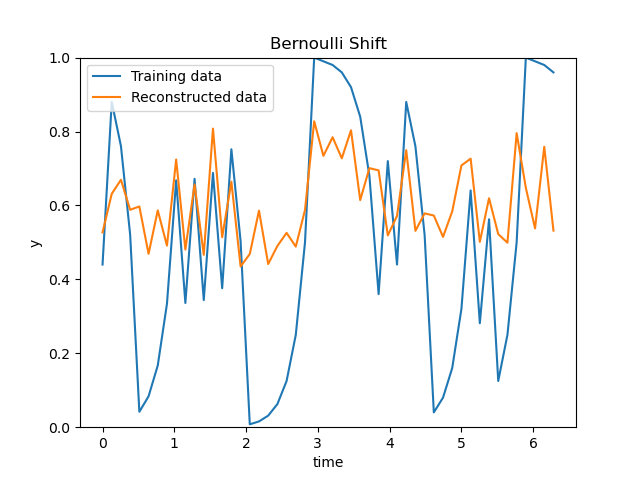 Bernoulli Shift
Training data
Reconstructed data
1.0
0.8
0.6
0.4
0.2
0.0
y
0 1 2 3 4 5 6
time